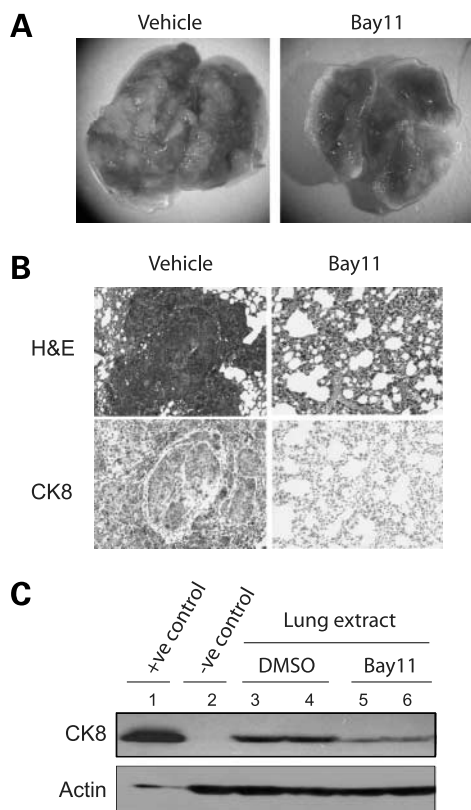 A
Vehicle Bay11
B
Vehicle Bay11
H&E
CK8
C
+ve control
-ve control
Lung extract
DMSO Bay11
1 2 3 4 5 6
CK8
Actin